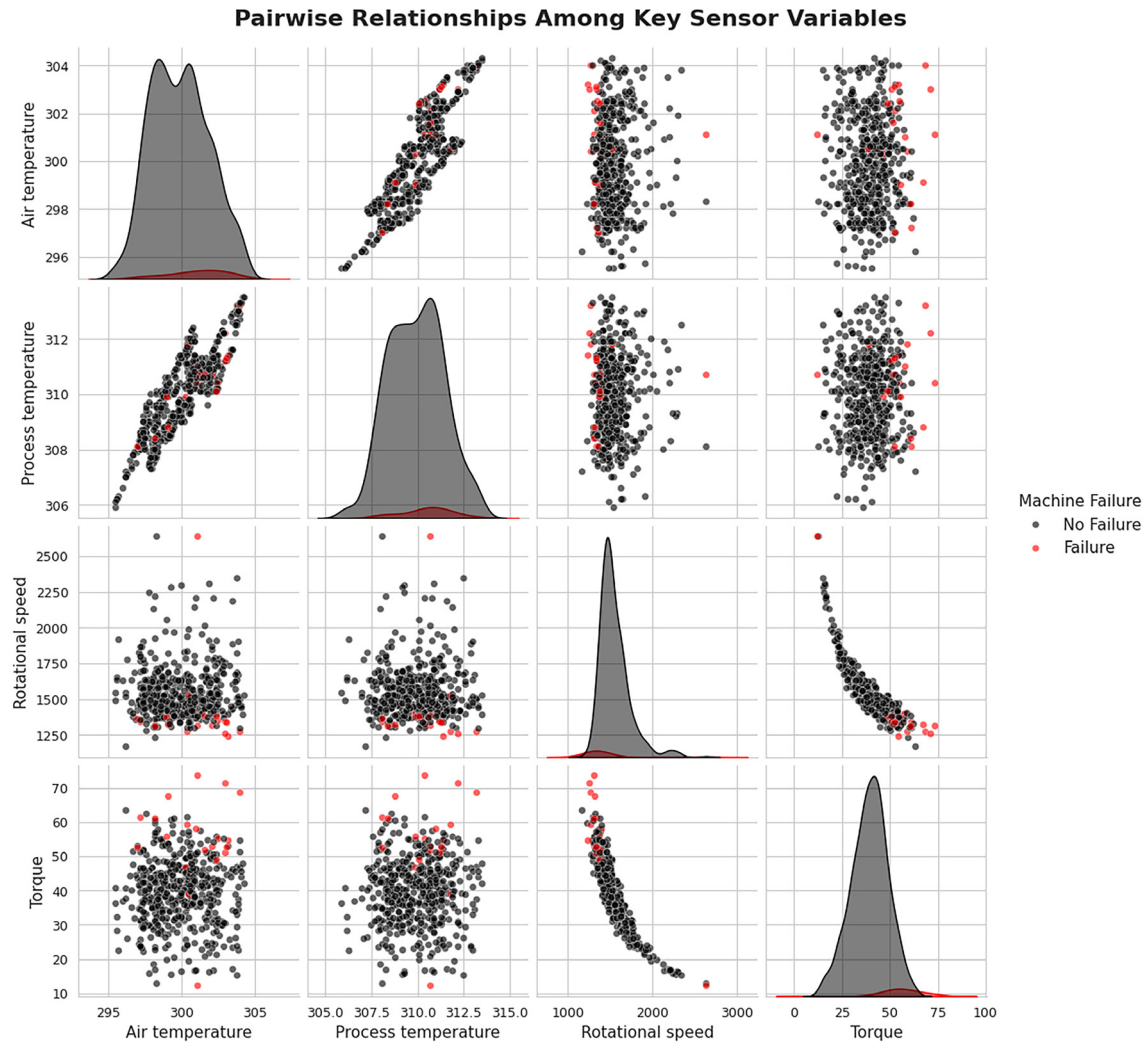 Pairwise Relationships Among Key Sensor Variables
Air temperature
304
302
300
298
296
Process temperature
312
310
308
306
Machine Failure
No Failure
Failure
Rotational speed
2500
2250
2000
1750
1500
1250
Torque
70
60
50
40
30
20
10
295 300 305 305.0 307.5 310.0 312.5 315.0 1000 2000 3000 0 25 50 75 100
Air temperature Process temperature Rotational speed Torque